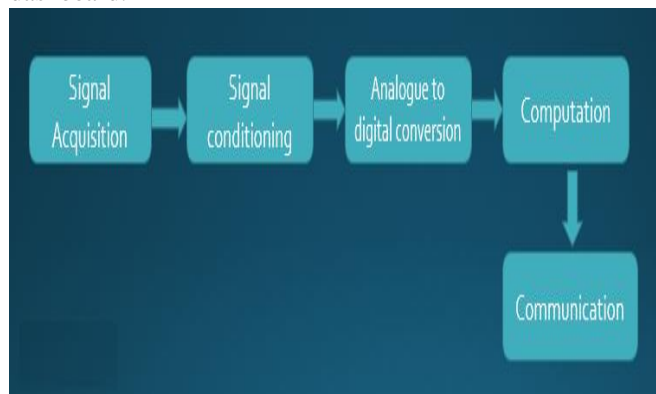 Signal
Acquisition
Signal
conditioning
Analogue to
digital conversion
Computation
Communication